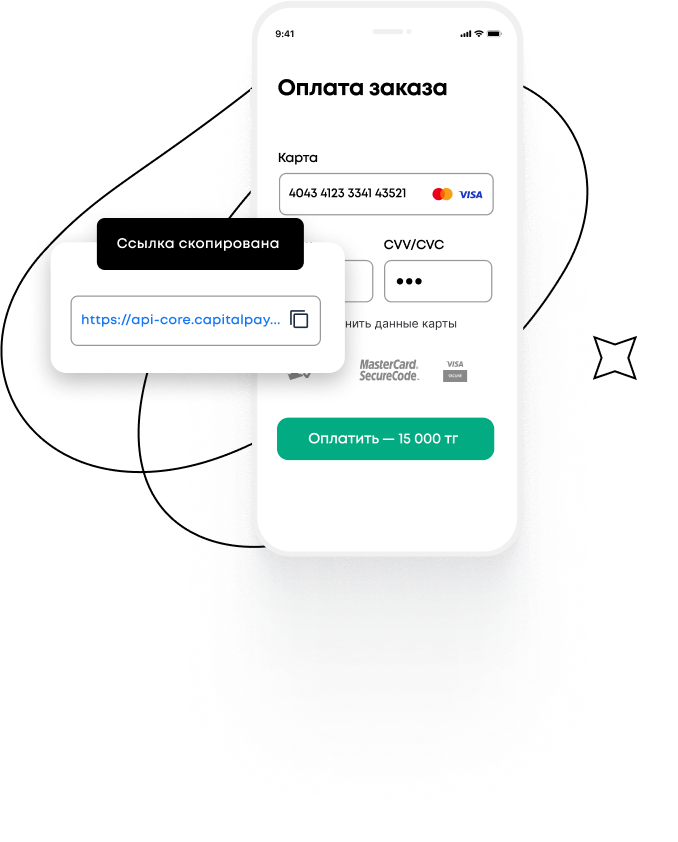 9:41
Оплата заказа
Карта
4043 4123 3341 43521
VISA
Ссылка скопирована
CVV/CVC
https://api-core.capitalpay...
нить данные карты
MasterCard.
SecureCode.
VISA
SECURE
Оплатить — 15 000 тг